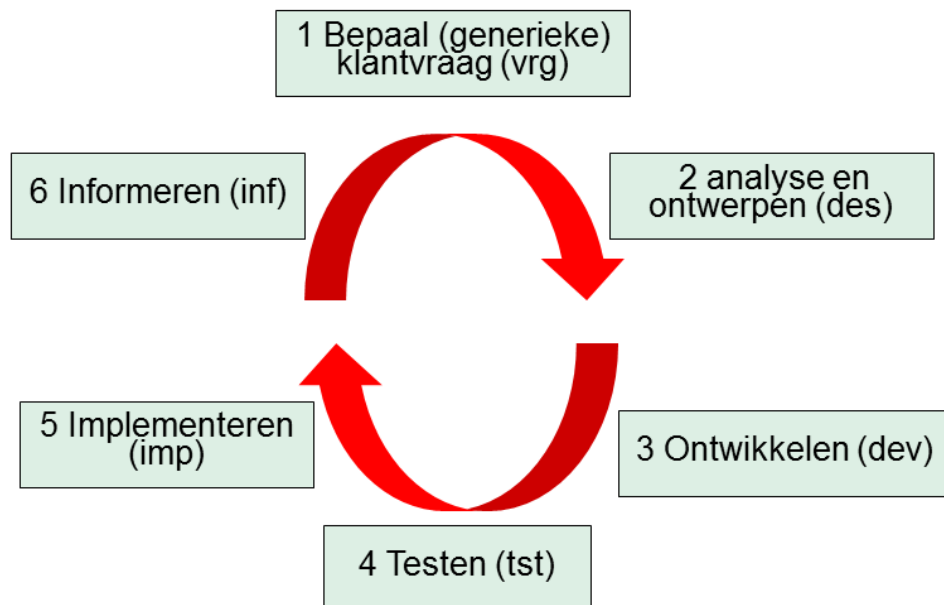 1 Bepaal (generieke)
klantvraag (vrg)
6 Informeren (inf)
2 analyse en
ontwerpen (des)
5 Implementeren
(imp)
3 Ontwikkelen (dev)
4 Testen (tst)